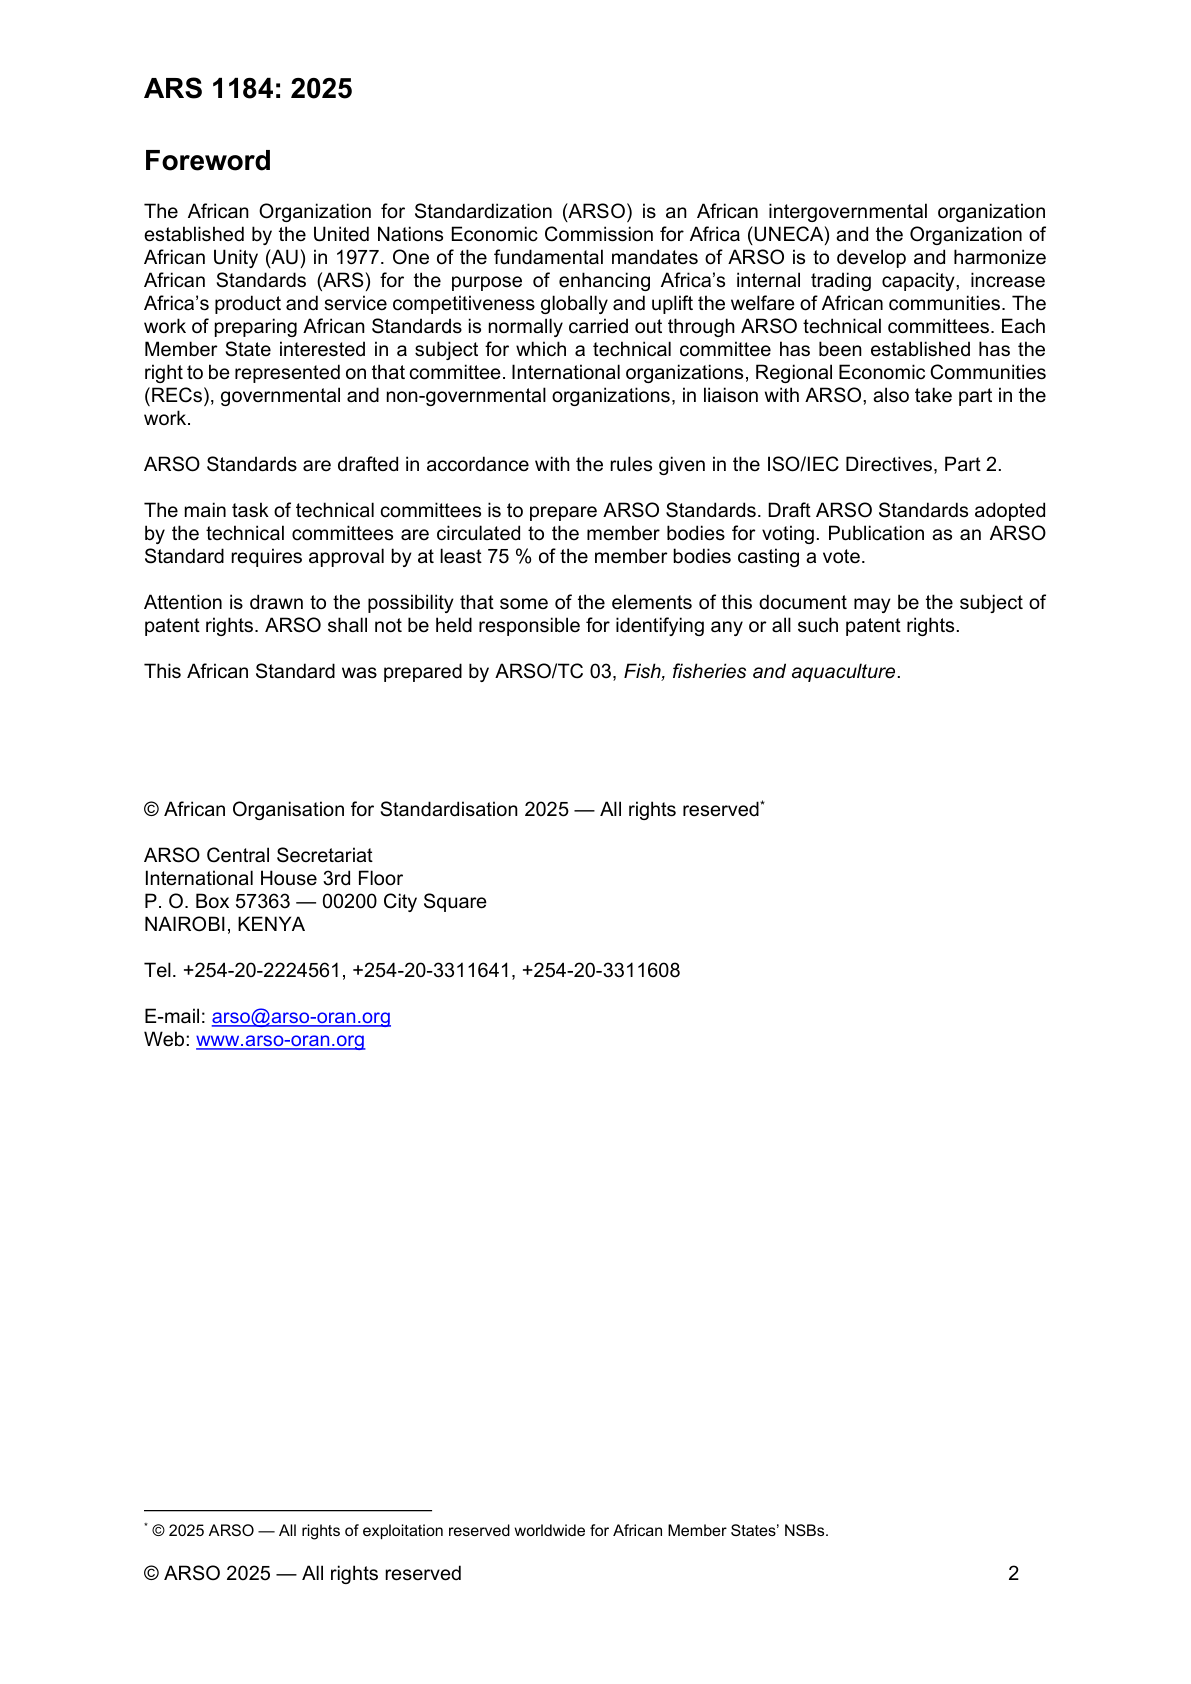 ARS 1184: 2025
Foreword
The African Organization for Standardization (ARSO) is an African intergovernmental organization
established by the United Nations Economic Commission for Africa (UNECA) and the Organization of
African Unity (AU) in 1977. One of the fundamental mandates of ARSO is to develop and harmonize
African Standards (ARS) for the purpose of enhancing Africa’s internal trading capacity, increase
Africa’s product and service competitiveness globally and uplift the welfare of African communities. The
work of preparing African Standards is normally carried out through ARSO technical committees. Each
Member State interested in a subject for which a technical committee has been established has the
right to be represented on that committee. International organizations, Regional Economic Communities
(RECs), governmental and non-governmental organizations, in liaison with ARSO, also take part in the
work.
ARSO Standards are drafted in accordance with the rules given in the ISO/IEC Directives, Part 2.
The main task of technical committees is to prepare ARSO Standards. Draft ARSO Standards adopted
by the technical committees are circulated to the member bodies for voting. Publication as an ARSO
Standard requires approval by at least 75 % of the member bodies casting a vote.
Attention is drawn to the possibility that some of the elements of this document may be the subject of
patent rights. ARSO shall not be held responsible for identifying any or all such patent rights.
This African Standard was prepared by ARSO/TC 03, Fish, fisheries and aquaculture.
© African Organisation for Standardisation 2025 — All rights reserved*
ARSO Central Secretariat
International House 3rd Floor
P. O. Box 57363 — 00200 City Square
NAIROBI, KENYA
Tel. +254-20-2224561, +254-20-3311641, +254-20-3311608
E-mail: arso@arso-oran.org
Web: www.arso-oran.org
* © 2025 ARSO — All rights of exploitation reserved worldwide for African Member States’ NSBs.
© ARSO 2025 — All rights reserved 2